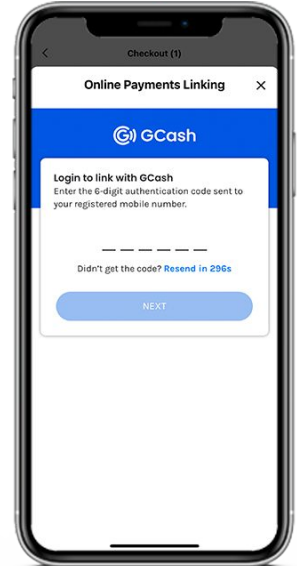 Checkout (1)
Online Payments Linking
GCash
Login to link with GCash
Enter the 6-digit authentication code sent to
your registered mobile number.
Didn't get the code? Resend in 296s
NEXT